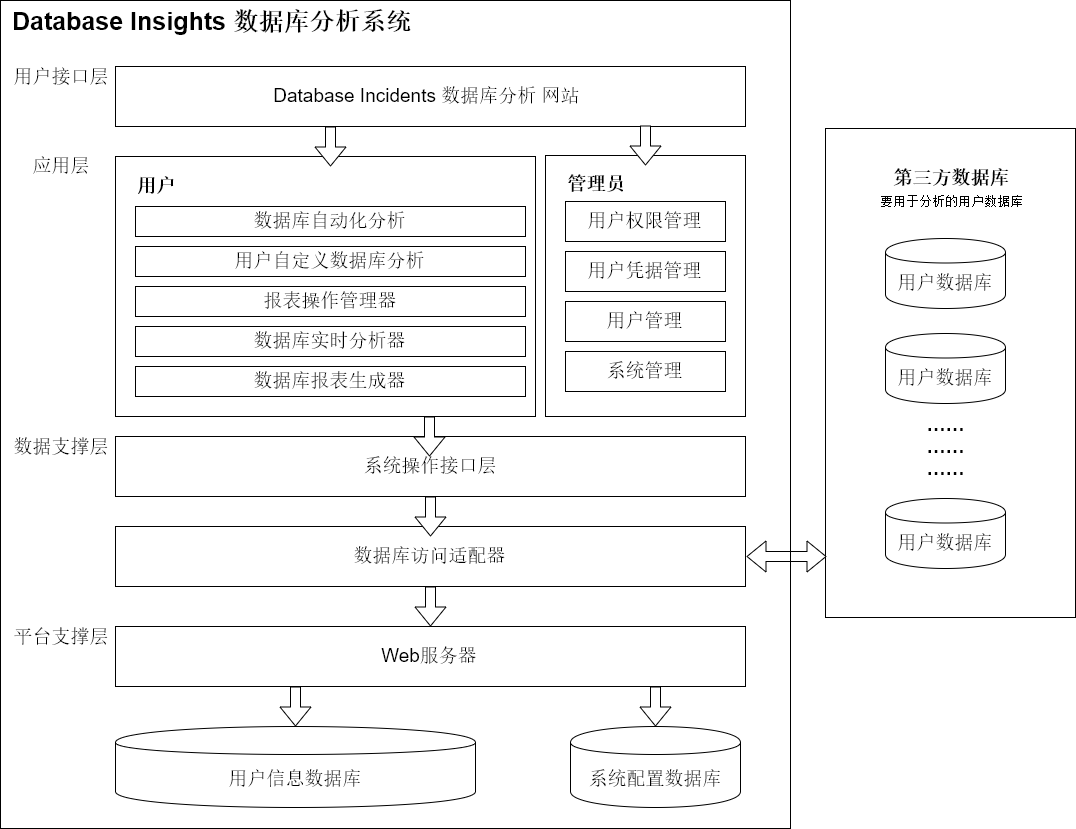 Database Insights 数据库分析系统
用户接口层
Database Incidents 数据库分析 网站
应用层
用户
数据库自动化分析
用户自定义数据库分析
报表操作管理器
数据库实时分析器
数据库报表生成器
管理员
用户权限管理
用户凭据管理
用户管理
系统管理
数据支撑层
系统操作接口层
数据库访问适配器
平台支撑层
Web服务器
用户信息数据库
系统配置数据库
第三方数据库
要用于分析的用户数据库
用户数据库
用户数据库
······
······
······
用户数据库